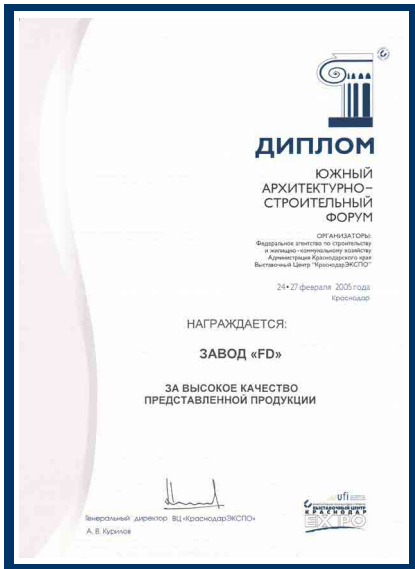 ДИПЛОМ
ЮЖНЫЙ
АРХИТЕКТУРНО-
СТРОИТЕЛЬНЫЙ
ФОРУМ
ОРГАНИЗАТОРЫ:
Федеральное агентство по строительству
и жилищно-коммунальному хозяйству
Администрация Краснодарского края
Выставочный Центр "КраснодарЭКСПО"
24•27 февраля 2005 года
Краснодар
НАГРАЖДАЕТСЯ:
ЗАВОД «FD»
ЗА ВЫСОКОЕ КАЧЕСТВО
ПРЕДСТАВЛЕННОЙ ПРОДУКЦИИ
Генеральный директор ВЦ «КраснодарЭКСПО»
А. В. Курилов
ufi
ВЫСТАВОЧНЫЙ ЦЕНТР
КРАСНОДАР
EXPO